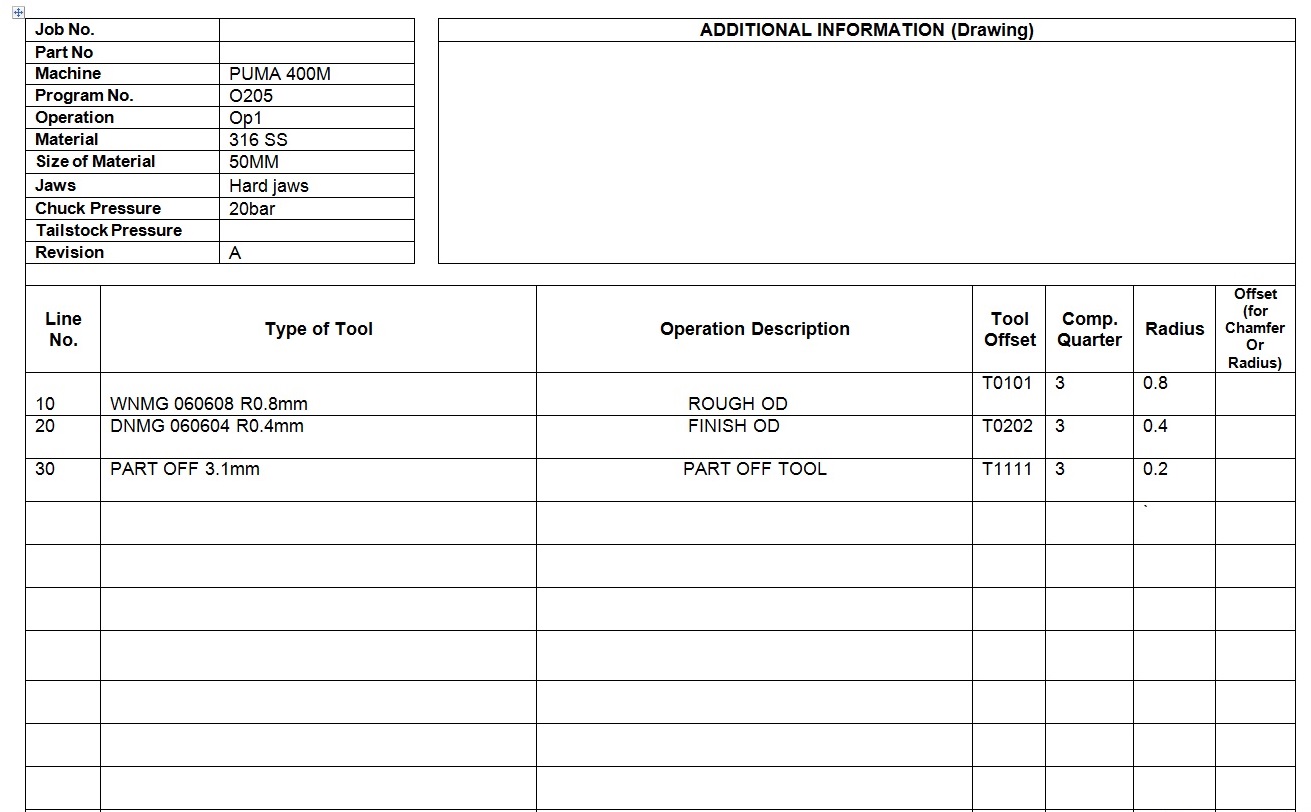 Job No.
ADDITIONAL INFORMATION (Drawing)
Part No
Machine PUMA 400M
Program No. O205
Operation Op1
Material 316 SS
Size of Material 50MM
Jaws Hard jaws
Chuck Pressure 20bar
Tailstock Pressure
Revision A
Line No. Type of Tool Operation Description Tool Offset Comp. Quarter Radius Offset (for Chamfer Or Radius)
10 WNMG 060608 R0.8mm ROUGH OD T0101 3 0.8
20 DNMG 060604 R0.4mm FINISH OD T0202 3 0.4
30 PART OFF 3.1mm PART OFF TOOL T1111 3 0.2
`